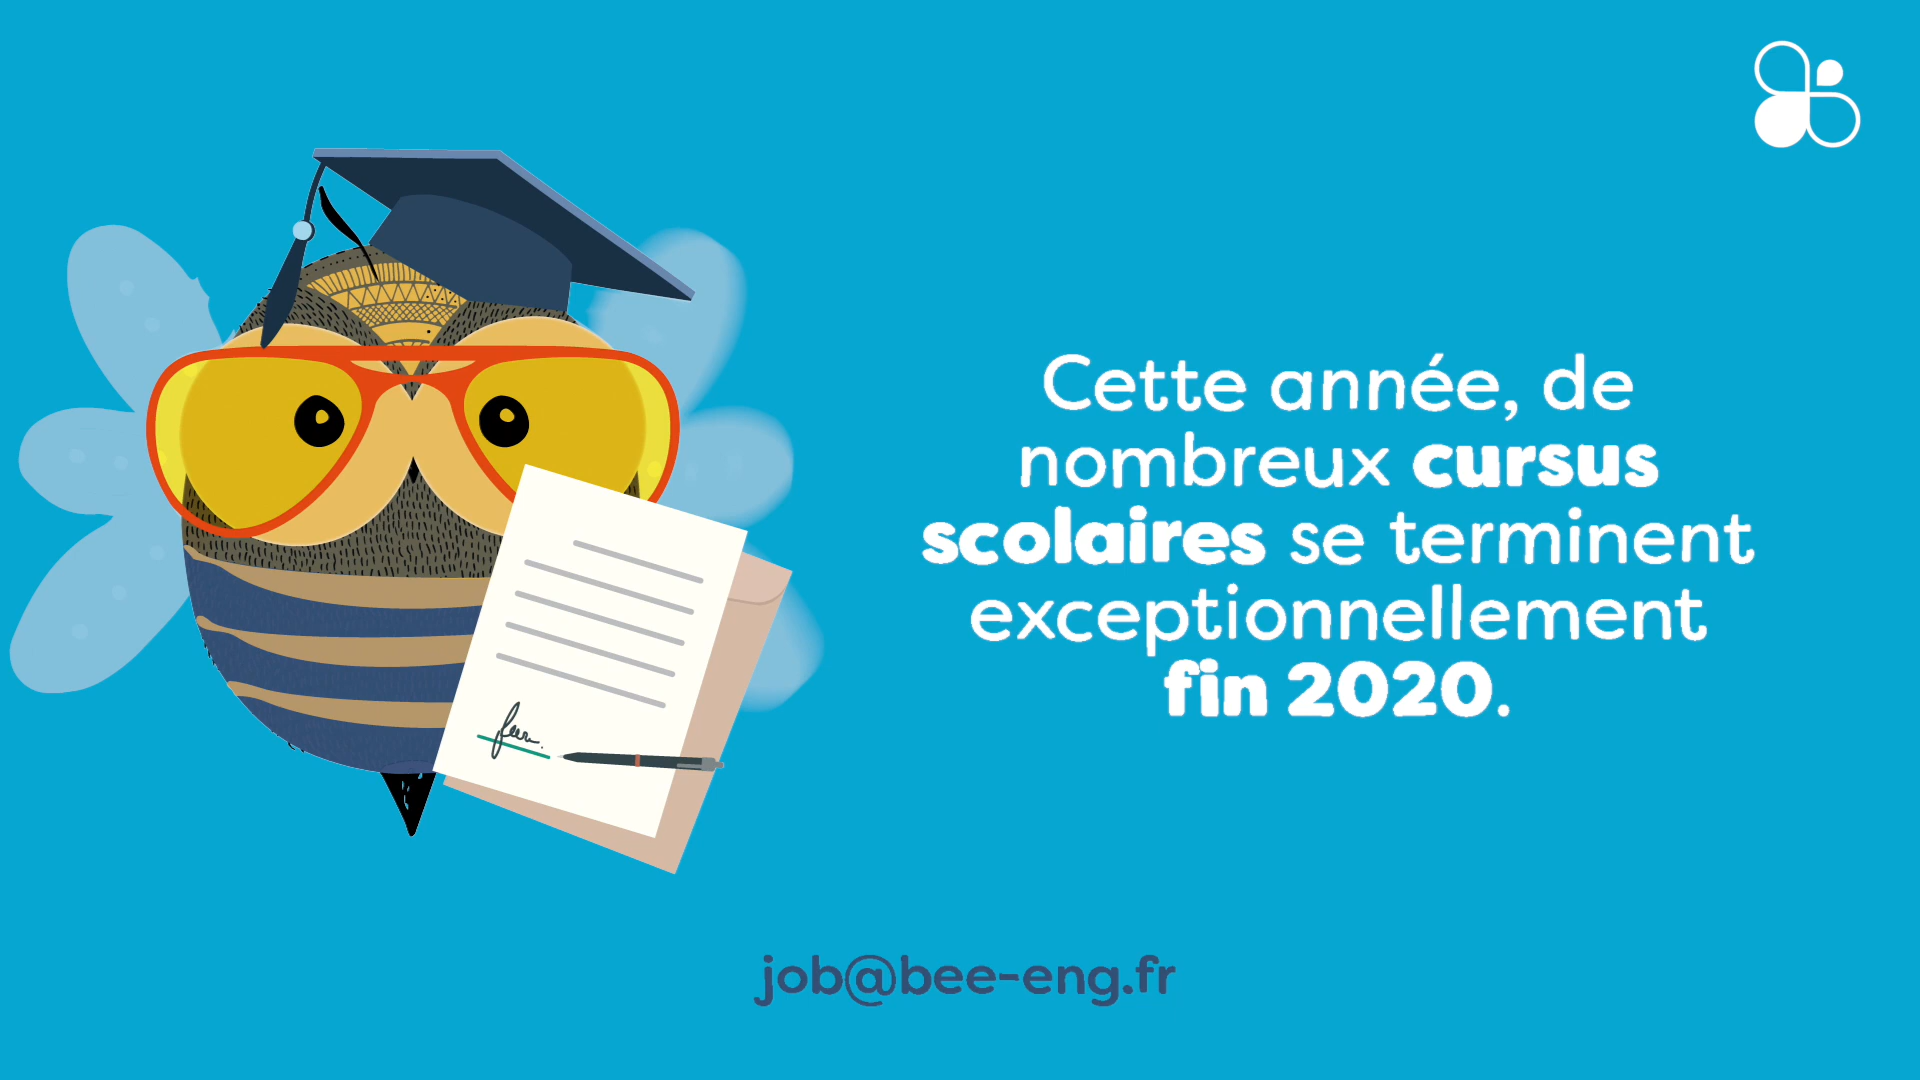 Cette année, de
nombreux cursus
scolaires se terminent
exceptionnellement
fin 2020.
job@bee-eng.fr